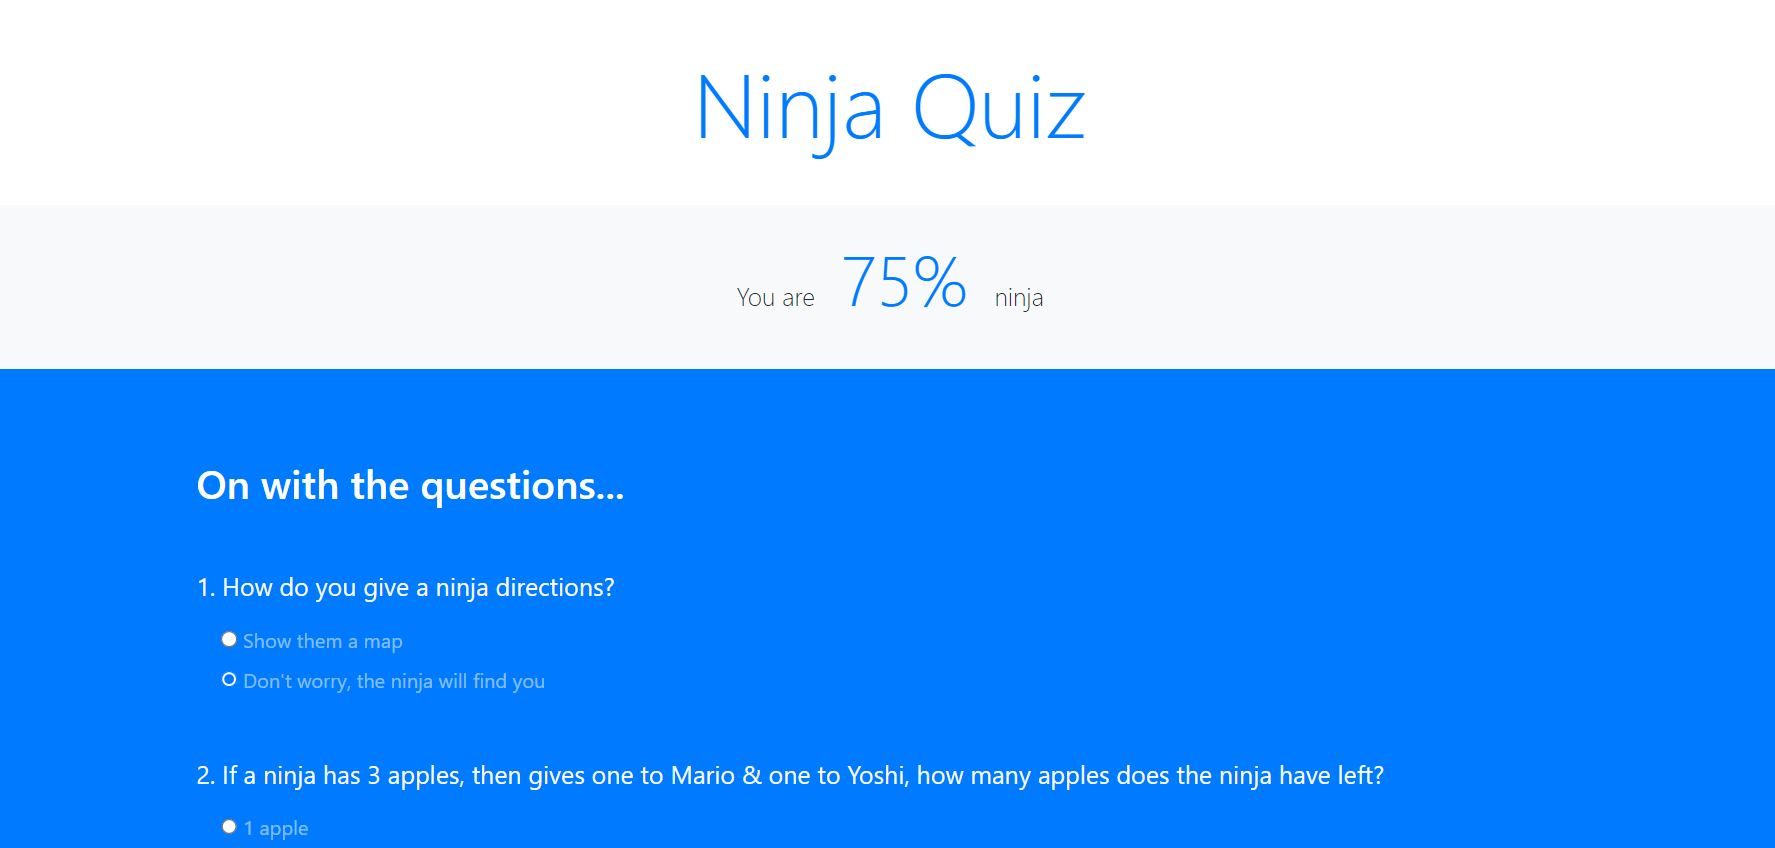 Ninja Quiz
You are 75% ninja
On with the questions...
1. How do you give a ninja directions?
Show them a map
Don't worry, the ninja will find you
2. If a ninja has 3 apples, then gives one to Mario & one to Yoshi, how many apples does the ninja have left?
1 apple